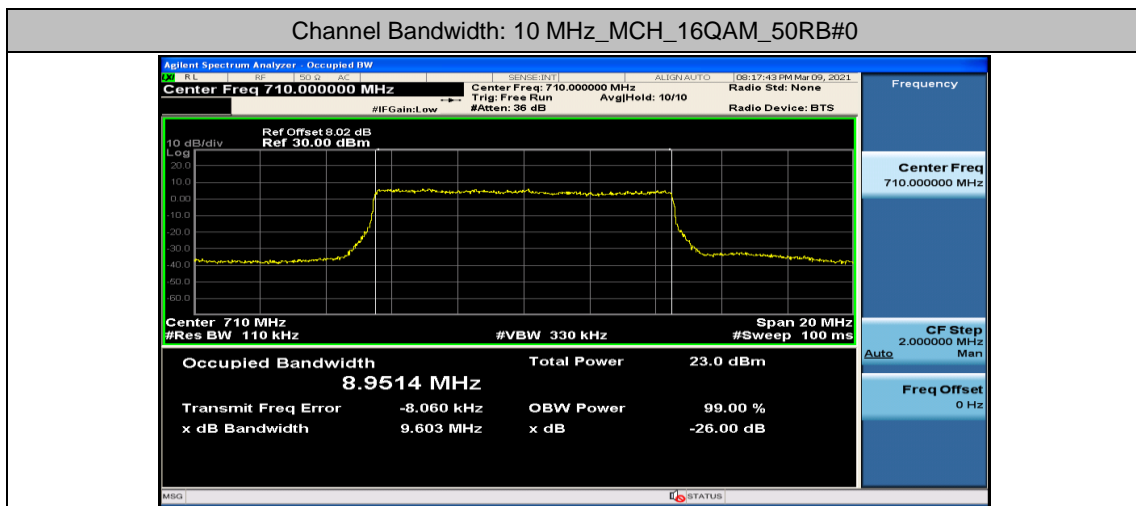 Channel Bandwidth: 10 MHz_MCH_16QAM_50RB#0
Agilent Spectrum Analyzer - Occupied BW
LXI RL RF 50 Ω AC SENSE:INT ALIGN AUTO 08:17:43 PM Mar 09, 2021
Center Freq 710.000000 MHz Center Freq: 710.000000 MHz Radio Std: None Frequency
Trig: Free Run Avg|Hold: 10/10
#IFGain:Low #Atten: 36 dB Radio Device: BTS
Ref Offset 8.02 dB
10 dB/div Ref 30.00 dBm
Log
20.0
10.0
0.00
-10.0
-20.0
-30.0
-40.0
-50.0
-60.0
Center Freq
710.000000 MHz
Center 710 MHz Span 20 MHz
#Res BW 110 kHz #VBW 330 kHz #Sweep 100 ms
CF Step
2.000000 MHz
Auto Man
Occupied Bandwidth Total Power 23.0 dBm
8.9514 MHz
Freq Offset
0 Hz
Transmit Freq Error -8.060 kHz OBW Power 99.00 %
x dB Bandwidth 9.603 MHz x dB -26.00 dB
MSG STATUS